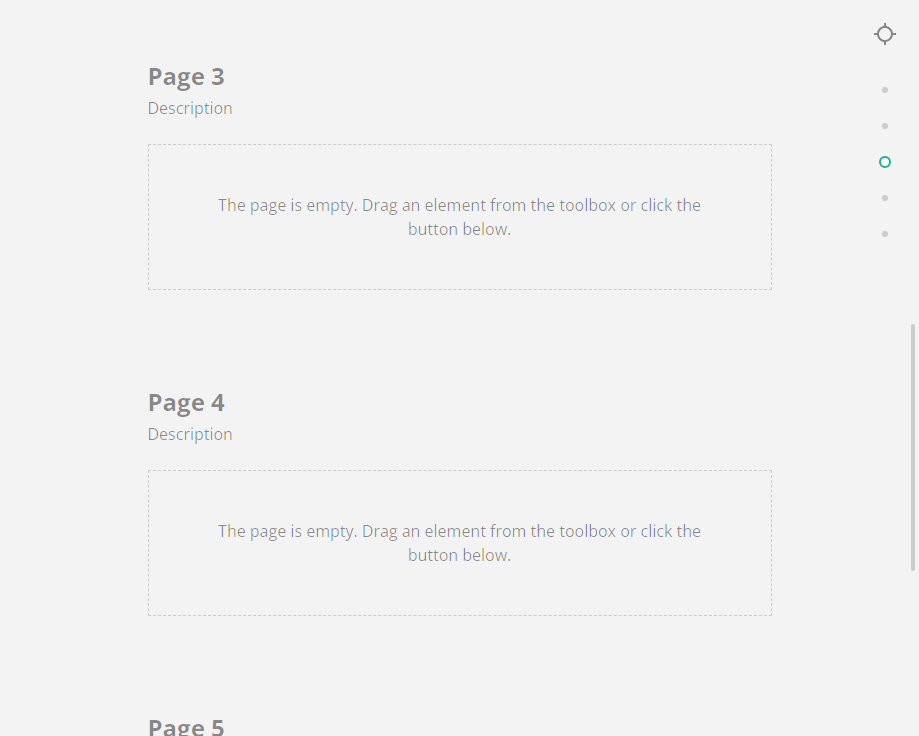 Page 3
Description
The page is empty. Drag an element from the toolbox or click the
button below.
Page 4
Description
The page is empty. Drag an element from the toolbox or click the
button below.
Page 5